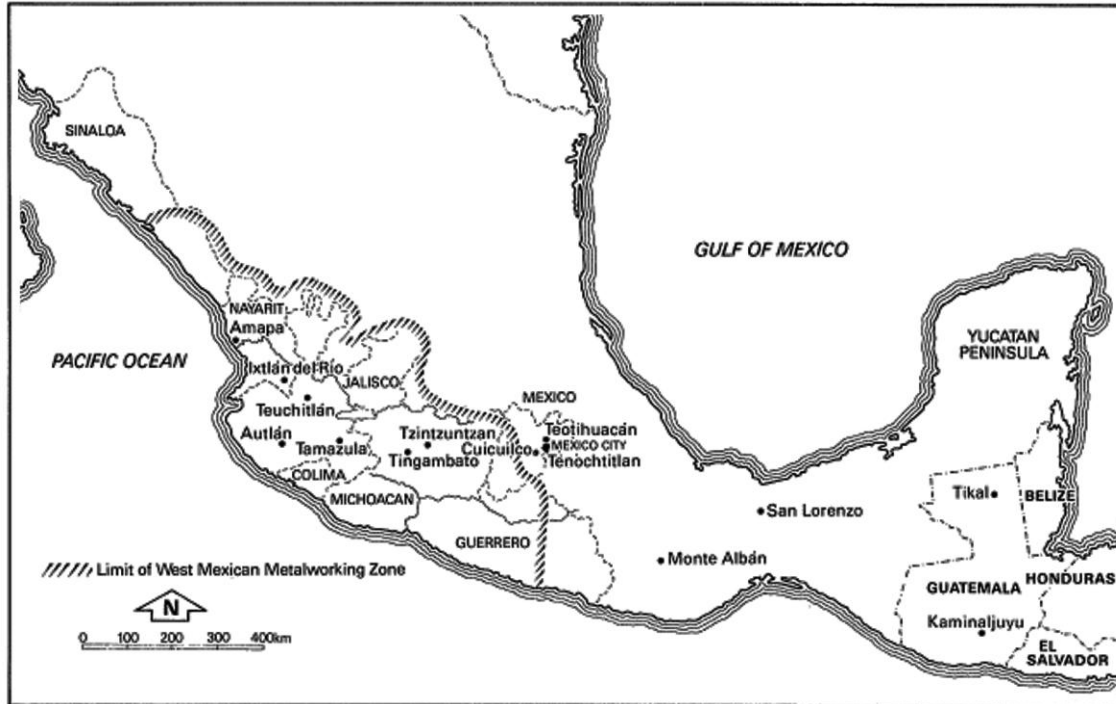 SINALOA
GULF OF MEXICO
NAYARIT
Amapa
PACIFIC OCEAN
YUCATAN
PENINSULA
Ixtlán del Río
JALISCO
Teuchitlán
MEXICO
Autlán
Tamazula
Tzintzuntzan
Teotihuacán
MEXICO CITY
Cuicuilco
Tenochtitlan
Tingambato
COLIMA
MICHOACAN
Tikal
BELIZE
San Lorenzo
GUERRERO
Monte Albán
Limit of West Mexican Metalworking Zone
GUATEMALA
HONDURAS
N
Kaminaljuyu
0 100 200 300 400km
EL
SALVADOR